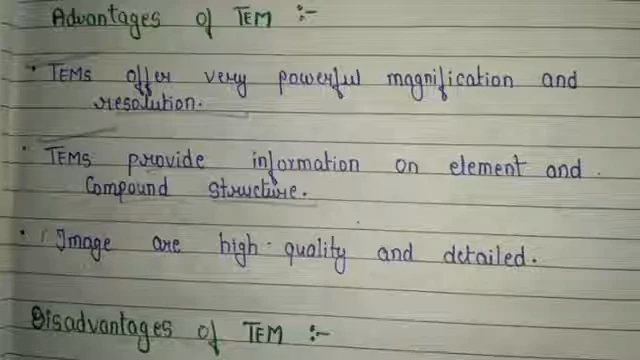 Advantages of TEM :-
• TEMs offer very powerful magnification and
resolution.
• TEMs provide information on element and
Compound structure.
• Image are high-quality and detailed.
Disadvantages of TEM :-